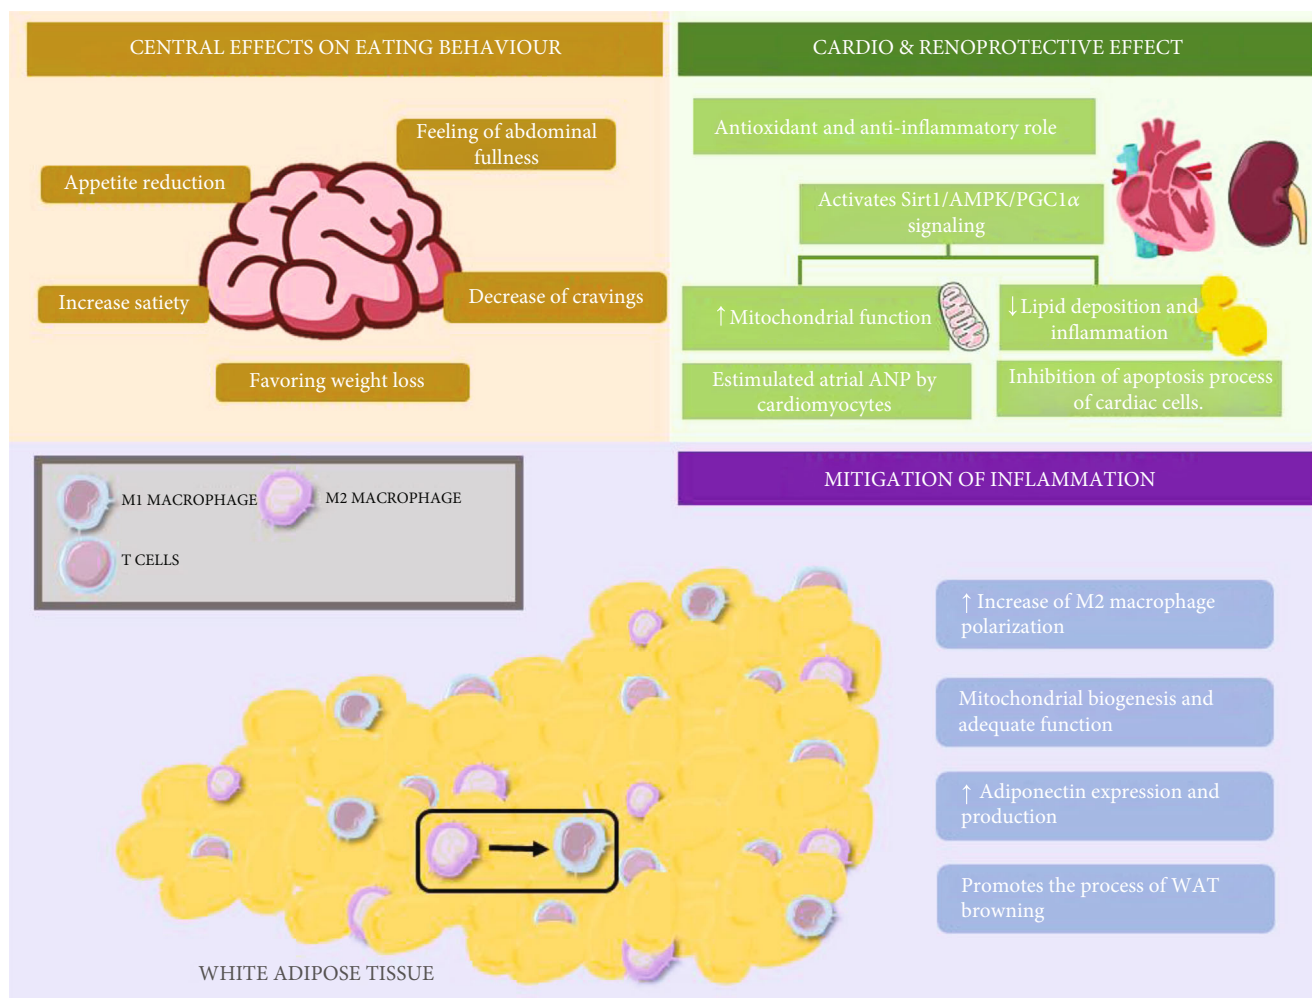 CENTRAL EFFECTS ON EATING BEHAVIOUR
Feeling of abdominal
fullness
Appetite reduction
Increase satiety
Decrease of cravings
Favoring weight loss
CARDIO & RENOPROTECTIVE EFFECT
Antioxidant and anti-inflammatory role
Activates Sirt1/AMPK/PGC1α
signaling
↑ Mitochondrial function
↓ Lipid deposition and
inflammation
Estimulated atrial ANP by
cardiomyocytes
Inhibition of apoptosis process
of cardiac cells.
M1 MACROPHAGE
M2 MACROPHAGE
T CELLS
MITIGATION OF INFLAMMATION
↑ Increase of M2 macrophage
polarization
Mitochondrial biogenesis and
adequate function
↑ Adiponectin expression and
production
Promotes the process of WAT
browning
WHITE ADIPOSE TISSUE